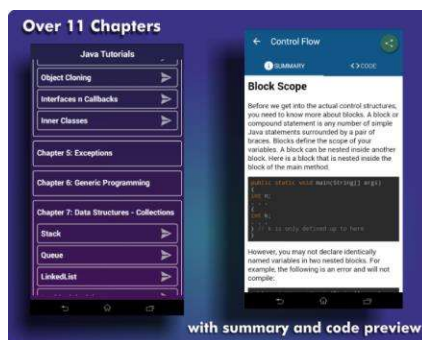 Over 11 Chapters
Java Tutorials
Object Cloning
Interfaces n Callbacks
Inner Classes
Chapter 5: Exceptions
Chapter 6: Generic Programming
Chapter 7: Data Structures - Collections
Stack
Queue
LinkedList
Control Flow
SUMMARY
<>CODE
Block Scope
Before we get into the actual control structures,
you need to know more about blocks. A block or
compound statement is any number of simple
Java statements surrounded by a pair of
braces. Blocks define the scope of your
variables. A block can be nested inside another
block. Here is a block that is nested inside the
block of the main method.
public static void main(String[] args)
{
int n;
. . .
{
int k;
. . .
} // k is only defined up to here
}
However, you may not declare identically
named variables in two nested blocks. For
example, the following is an error and will not
compile:
with summary and code preview